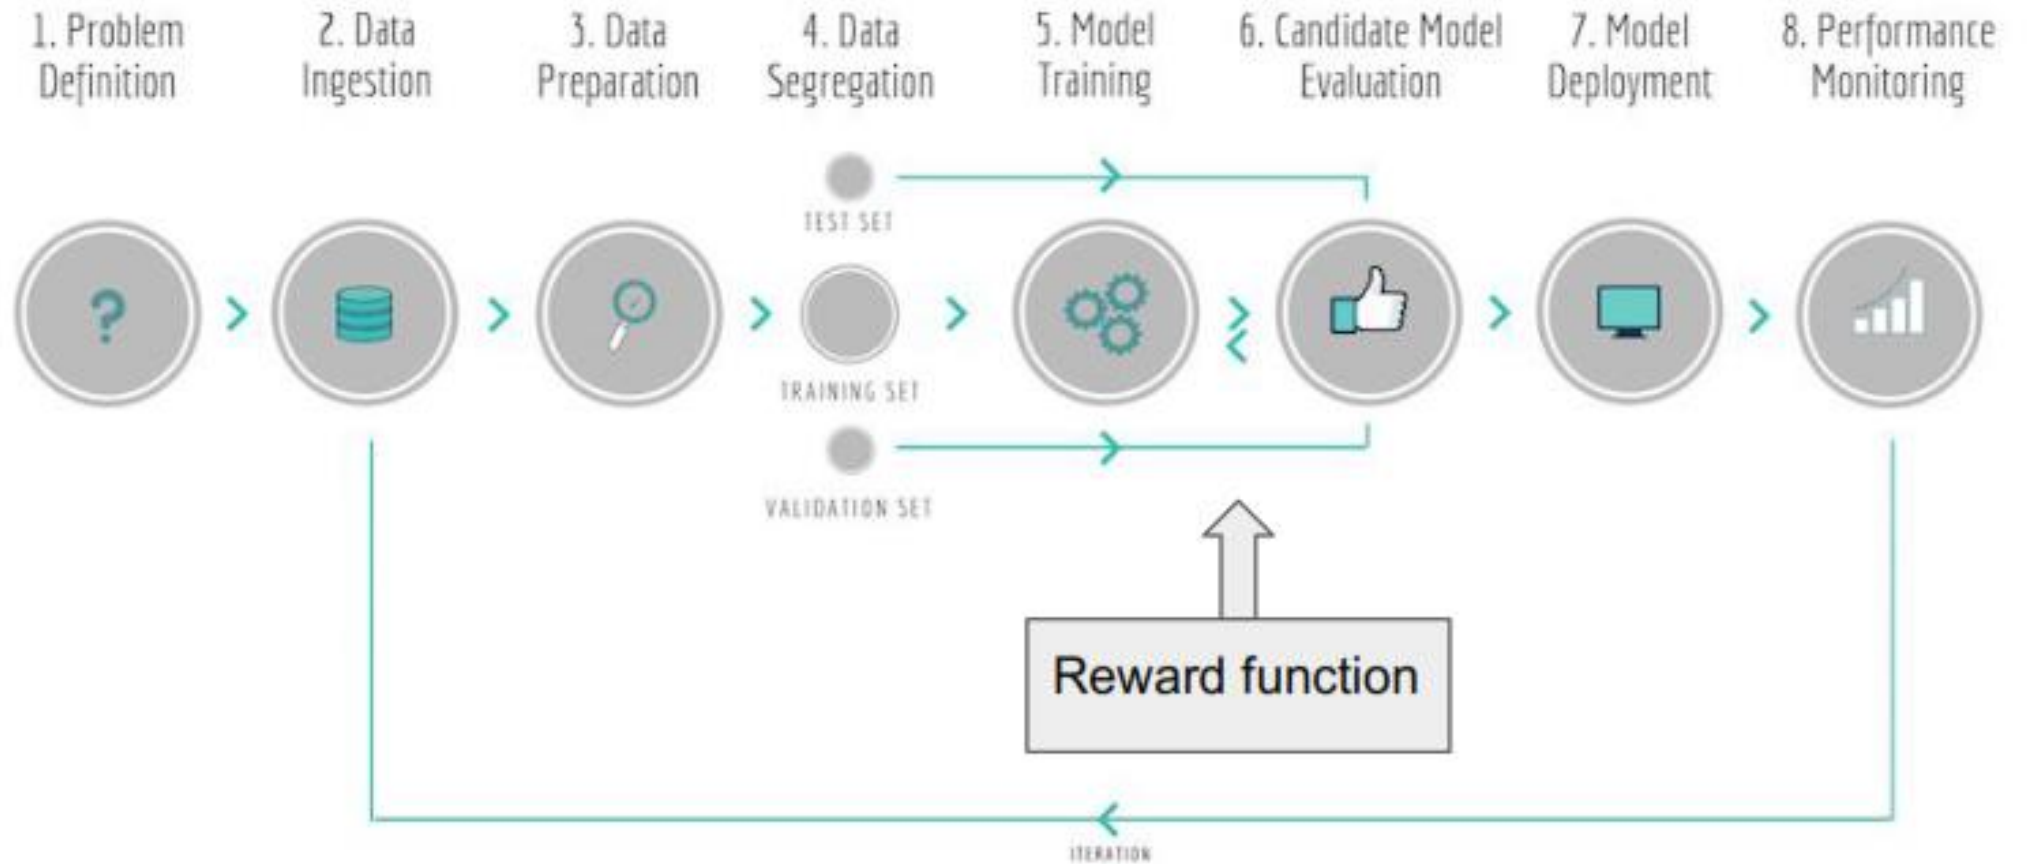 1. Problem
Definition
2. Data
Ingestion
3. Data
Preparation
4. Data
Segregation
5. Model
Training
6. Candidate Model
Evaluation
7. Model
Deployment
8. Performance
Monitoring
TEST SET
TRAINING SET
VALIDATION SET
Reward function
ITERATION